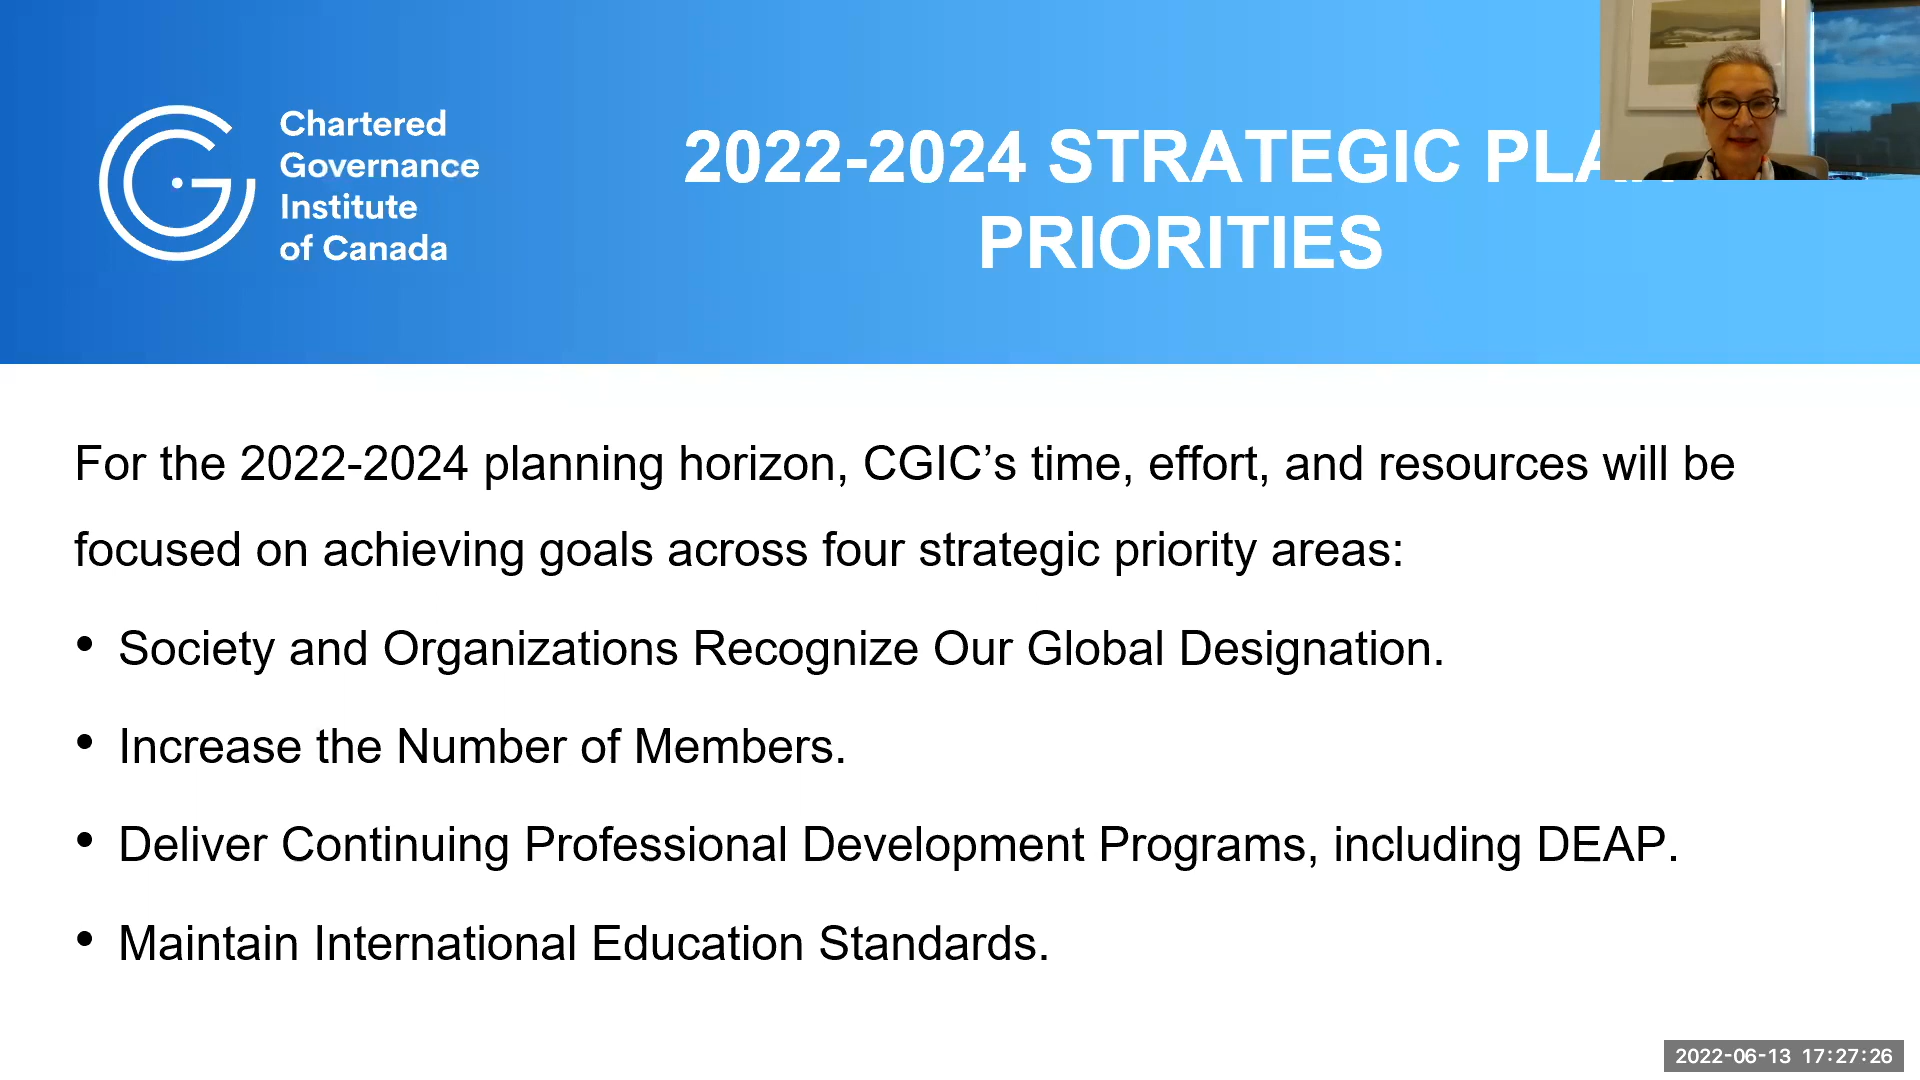 Chartered
Governance
Institute
of Canada
2022-2024 STRATEGIC PLAN
PRIORITIES
For the 2022-2024 planning horizon, CGIC’s time, effort, and resources will be
focused on achieving goals across four strategic priority areas:
• Society and Organizations Recognize Our Global Designation.
• Increase the Number of Members.
• Deliver Continuing Professional Development Programs, including DEAP.
• Maintain International Education Standards.
2022-06-13 17:27:26